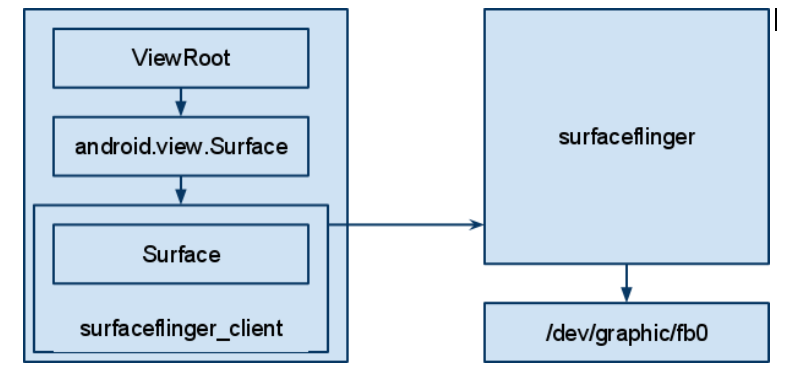 ViewRoot
android.view.Surface
Surface
surfaceflinger_client
surfaceflinger
/dev/graphic/fb0